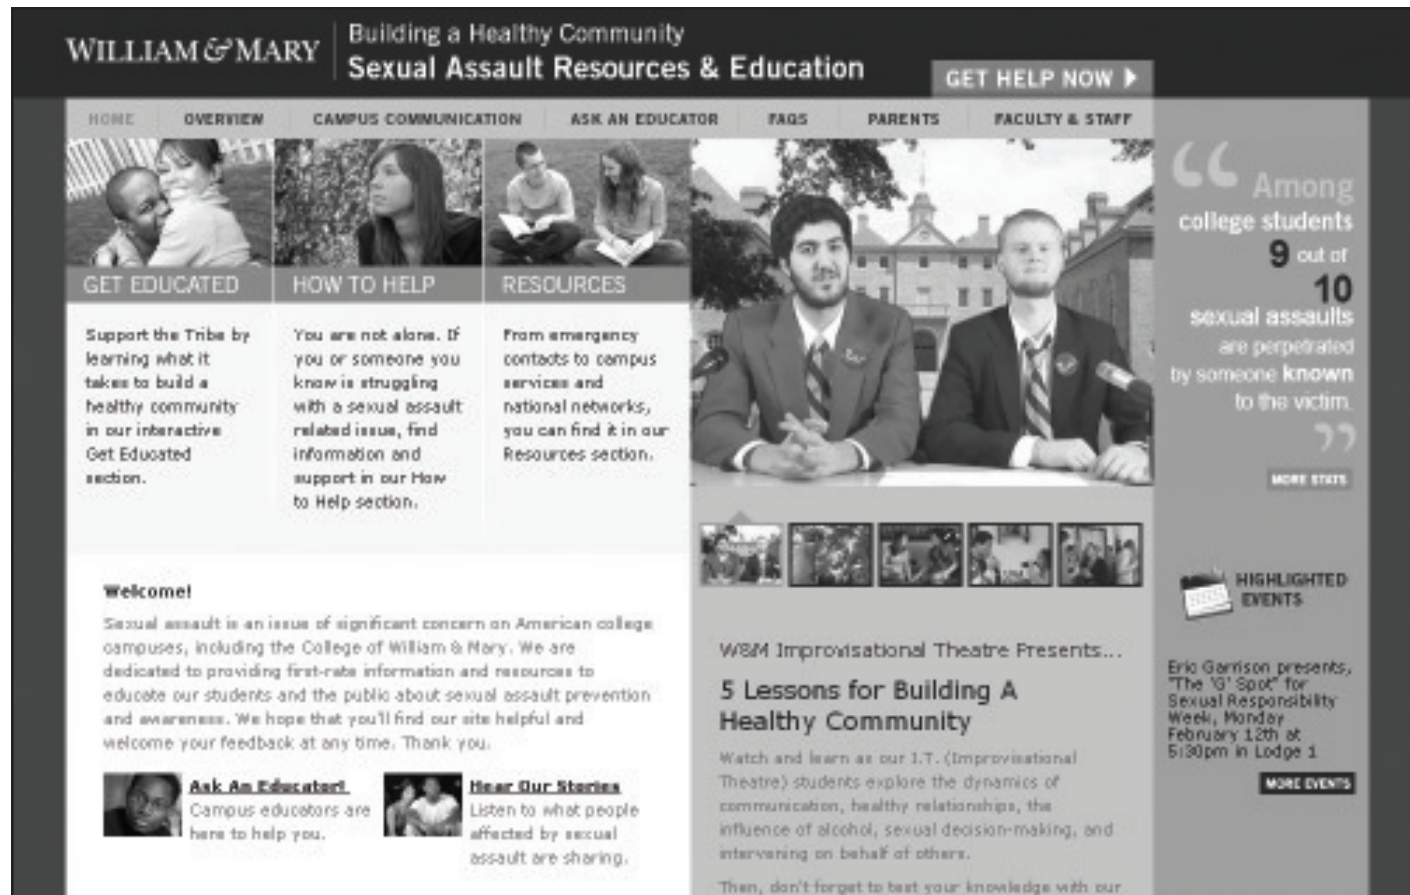 WILLIAM & MARY
Building a Healthy Community
Sexual Assault Resources & Education
GET HELP NOW
HOME OVERVIEW CAMPUS COMMUNICATION ASK AN EDUCATOR FAQS PARENTS FACULTY & STAFF
GET EDUCATED
Support the Tribe by
learning what it
takes to build a
healthy community
in our interactive
Get Educated
section.
HOW TO HELP
You are not alone. If
you or someone you
know is struggling
with a sexual assault
related issue, find
information and
support in our How
to Help section.
RESOURCES
From emergency
contacts to campus
services and
national networks,
you can find it in our
Resources section.
Welcome!
Sexual assault is an issue of significant concern on American college
campuses, including the College of William & Mary. We are
dedicated to providing first-rate information and resources to
educate our students and the public about sexual assault prevention
and awareness. We hope that you'll find our site helpful and
welcome your feedback at any time. Thank you.
Ask An Educator!
Campus educators are
here to help you.
Hear Our Stories
Listen to what people
affected by sexual
assault are sharing.
W&M Improvisational Theatre Presents...
5 Lessons for Building A
Healthy Community
Watch and learn as our I.T. (Improvisational
Theatre) students explore the dynamics of
communication, healthy relationships, the
influence of alcohol, sexual decision-making, and
intervening on behalf of others.
Then, don't forget to test your knowledge with our
“ Among
college students
9 out of
10
sexual assaults
are perpetrated
by someone known
to the victim.
”
MORE STATS
HIGHLIGHTED
EVENTS
Eric Garrison presents,
"The 'G' Spot" for
Sexual Responsibility
Week, Monday
February 12th at
5:30pm in Lodge 1
MORE EVENTS